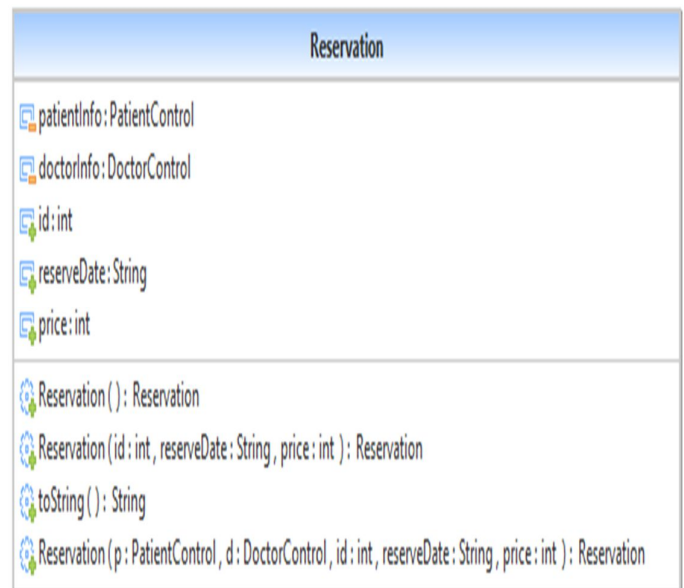 Reservation
patientInfo : PatientControl
doctorInfo : DoctorControl
id : int
reserveDate : String
price : int
Reservation ( ) : Reservation
Reservation ( id : int , reserveDate : String , price : int ) : Reservation
toString ( ) : String
Reservation ( p : PatientControl , d : DoctorControl , id : int , reserveDate : String , price : int ) : Reservation